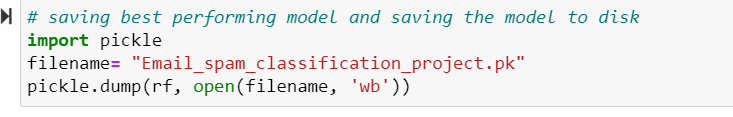 # saving best performing model and saving the model to disk
import pickle
filename= "Email_spam_classification_project.pk"
pickle.dump(rf, open(filename, 'wb'))